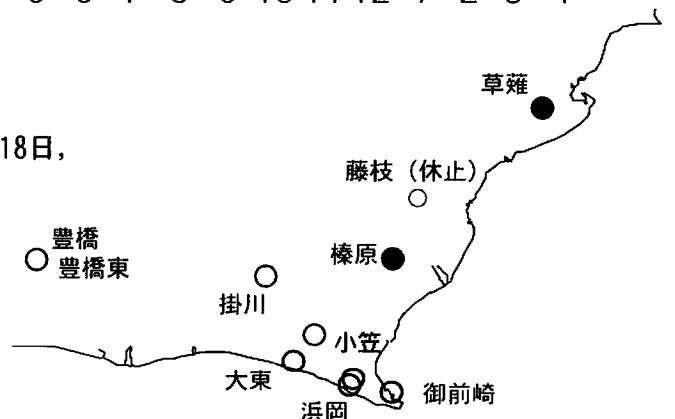 草薙
18日，
藤枝（休止）
豊橋
豊橋東
榛原
掛川
小笠
大東
御前崎
浜岡